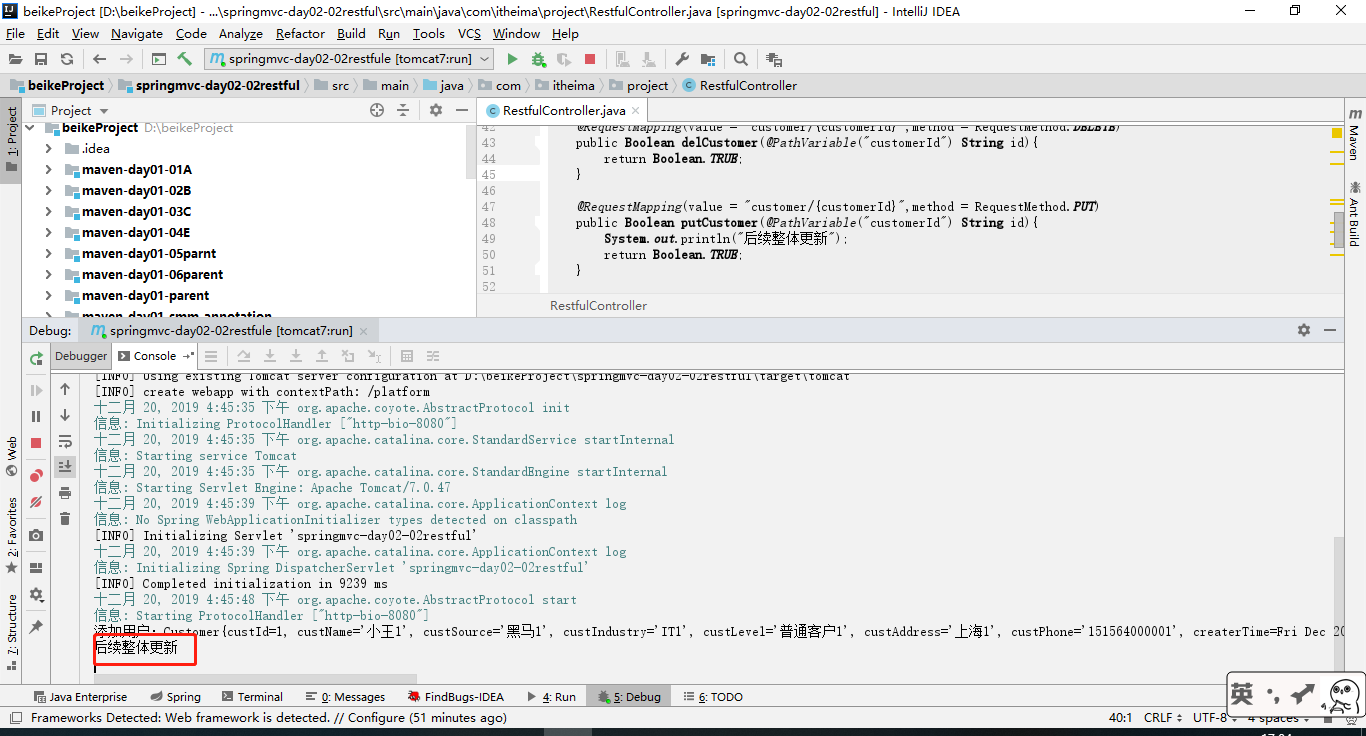 beikeProject [D:\beikeProject] - ...\springmvc-day02-02restful\src\main\java\com\itheima\project\RestfulController.java [springmvc-day02-02restful] - IntelliJ IDEA
File Edit View Navigate Code Analyze Refactor Build Run Tools VCS Window Help
springmvc-day02-02restfule [tomcat7:run]
beikeProject springmvc-day02-02restful src main java com itheima project RestfulController
Project
RestfulController.java
1: Project
beikeProject D:\beikeProject
.idea
maven-day01-01A
maven-day01-02B
maven-day01-03C
maven-day01-04E
maven-day01-05parnt
maven-day01-06parent
maven-day01-parent
maven-day01-smm-annotation
42 @RequestMapping(value = "customer/{customerId}",method = RequestMethod.DELETE)
43 public Boolean delCustomer(@PathVariable("customerId") String id){
44 return Boolean.TRUE;
45 }
46
47 @RequestMapping(value = "customer/{customerId}",method = RequestMethod.PUT)
48 public Boolean putCustomer(@PathVariable("customerId") String id){
49 System.out.println("后续整体更新");
50 return Boolean.TRUE;
51 }
52
RestfulController
Maven
Ant Build
Debug: springmvc-day02-02restfule [tomcat7:run]
Debugger Console
[INFO] Using existing Tomcat server configuration at D:\beikeProject\springmvc-day02-02restful\target\tomcat
[INFO] create webapp with contextPath: /platform
十二月 20, 2019 4:45:35 下午 org.apache.coyote.AbstractProtocol init
信息: Initializing ProtocolHandler ["http-bio-8080"]
十二月 20, 2019 4:45:35 下午 org.apache.catalina.core.StandardService startInternal
信息: Starting service Tomcat
十二月 20, 2019 4:45:35 下午 org.apache.catalina.core.StandardEngine startInternal
信息: Starting Servlet Engine: Apache Tomcat/7.0.47
十二月 20, 2019 4:45:39 下午 org.apache.catalina.core.ApplicationContext log
信息: No Spring WebApplicationInitializer types detected on classpath
[INFO] Initializing Servlet 'springmvc-day02-02restful'
十二月 20, 2019 4:45:39 下午 org.apache.catalina.core.ApplicationContext log
信息: Initializing Spring DispatcherServlet 'springmvc-day02-02restful'
[INFO] Completed initialization in 9239 ms
十二月 20, 2019 4:45:48 下午 org.apache.coyote.AbstractProtocol start
信息: Starting ProtocolHandler ["http-bio-8080"]
添加用户: Customer{custId=1, custName='小王1', custSource='黑马1', custIndustry='IT1', custLevel='普通客户1', custAddress='上海1', custPhone='151564000001', createrTime=Fri Dec 20
后续整体更新
Web
2: Favorites
7: Structure
Java Enterprise Spring Terminal 0: Messages FindBugs-IDEA 4: Run 5: Debug 6: TODO
英
Frameworks Detected: Web framework is detected. // Configure (51 minutes ago) 40:1 CRLF UTF-8 4 spaces